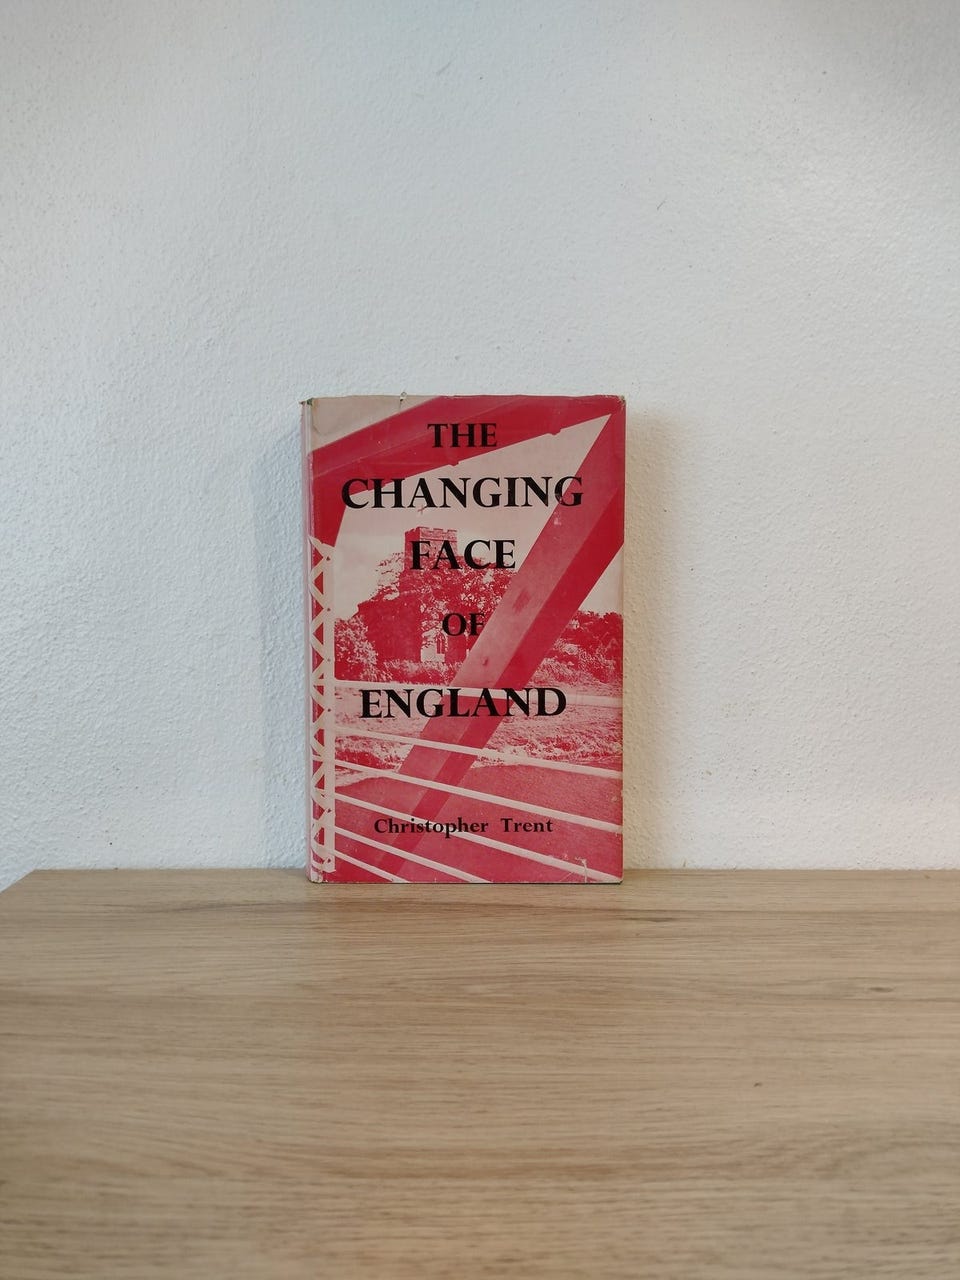 THE
CHANGING
FACE
OF
ENGLAND
Christopher Trent